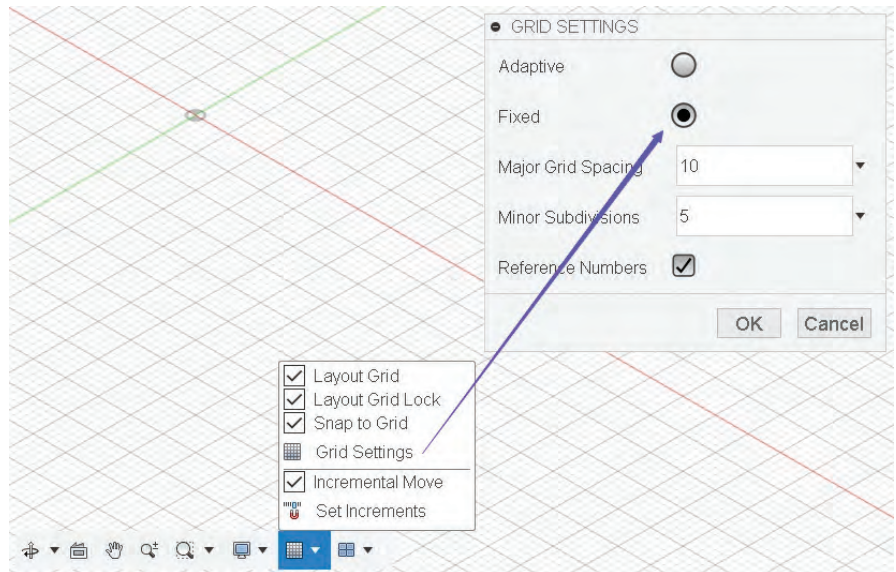 GRID SETTINGS
Adaptive
Fixed
Major Grid Spacing 10
Minor Subdivisions 5
Reference Numbers
OK Cancel
Layout Grid
Layout Grid Lock
Snap to Grid
Grid Settings
Incremental Move
Set Increments